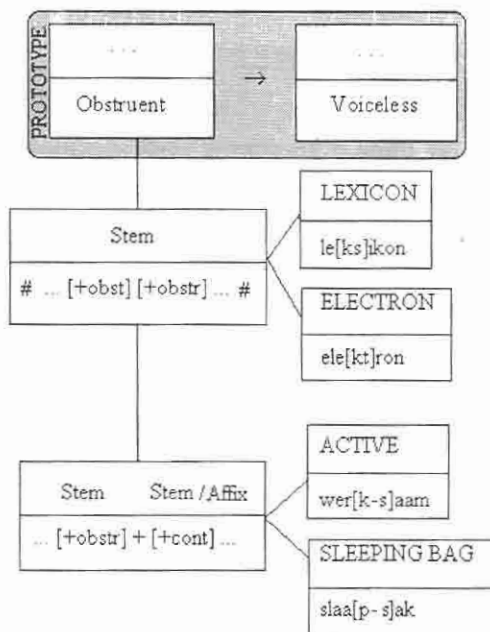 PROTOTYPE
... → ...
Obstruent Voiceless
Stem
# ... [+obst] [+obstr] ... #
LEXICON
le[ks]ikon
ELECTRON
ele[kt]ron
Stem Stem /Affix
... [+obstr] + [+cont] ...
ACTIVE
wer[k-s]aam
SLEEPING BAG
slaa[p- s]ak